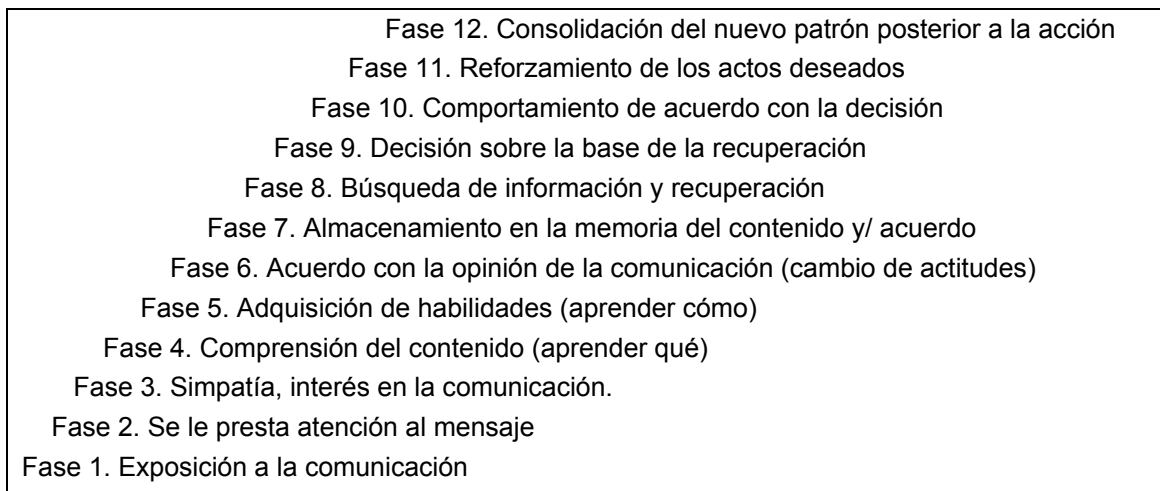 Fase 12. Consolidación del nuevo patrón posterior a la acción
Fase 11. Reforzamiento de los actos deseados
Fase 10. Comportamiento de acuerdo con la decisión
Fase 9. Decisión sobre la base de la recuperación
Fase 8. Búsqueda de información y recuperación
Fase 7. Almacenamiento en la memoria del contenido y/ acuerdo
Fase 6. Acuerdo con la opinión de la comunicación (cambio de actitudes)
Fase 5. Adquisición de habilidades (aprender cómo)
Fase 4. Comprensión del contenido (aprender qué)
Fase 3. Simpatía, interés en la comunicación.
Fase 2. Se le presta atención al mensaje
Fase 1. Exposición a la comunicación